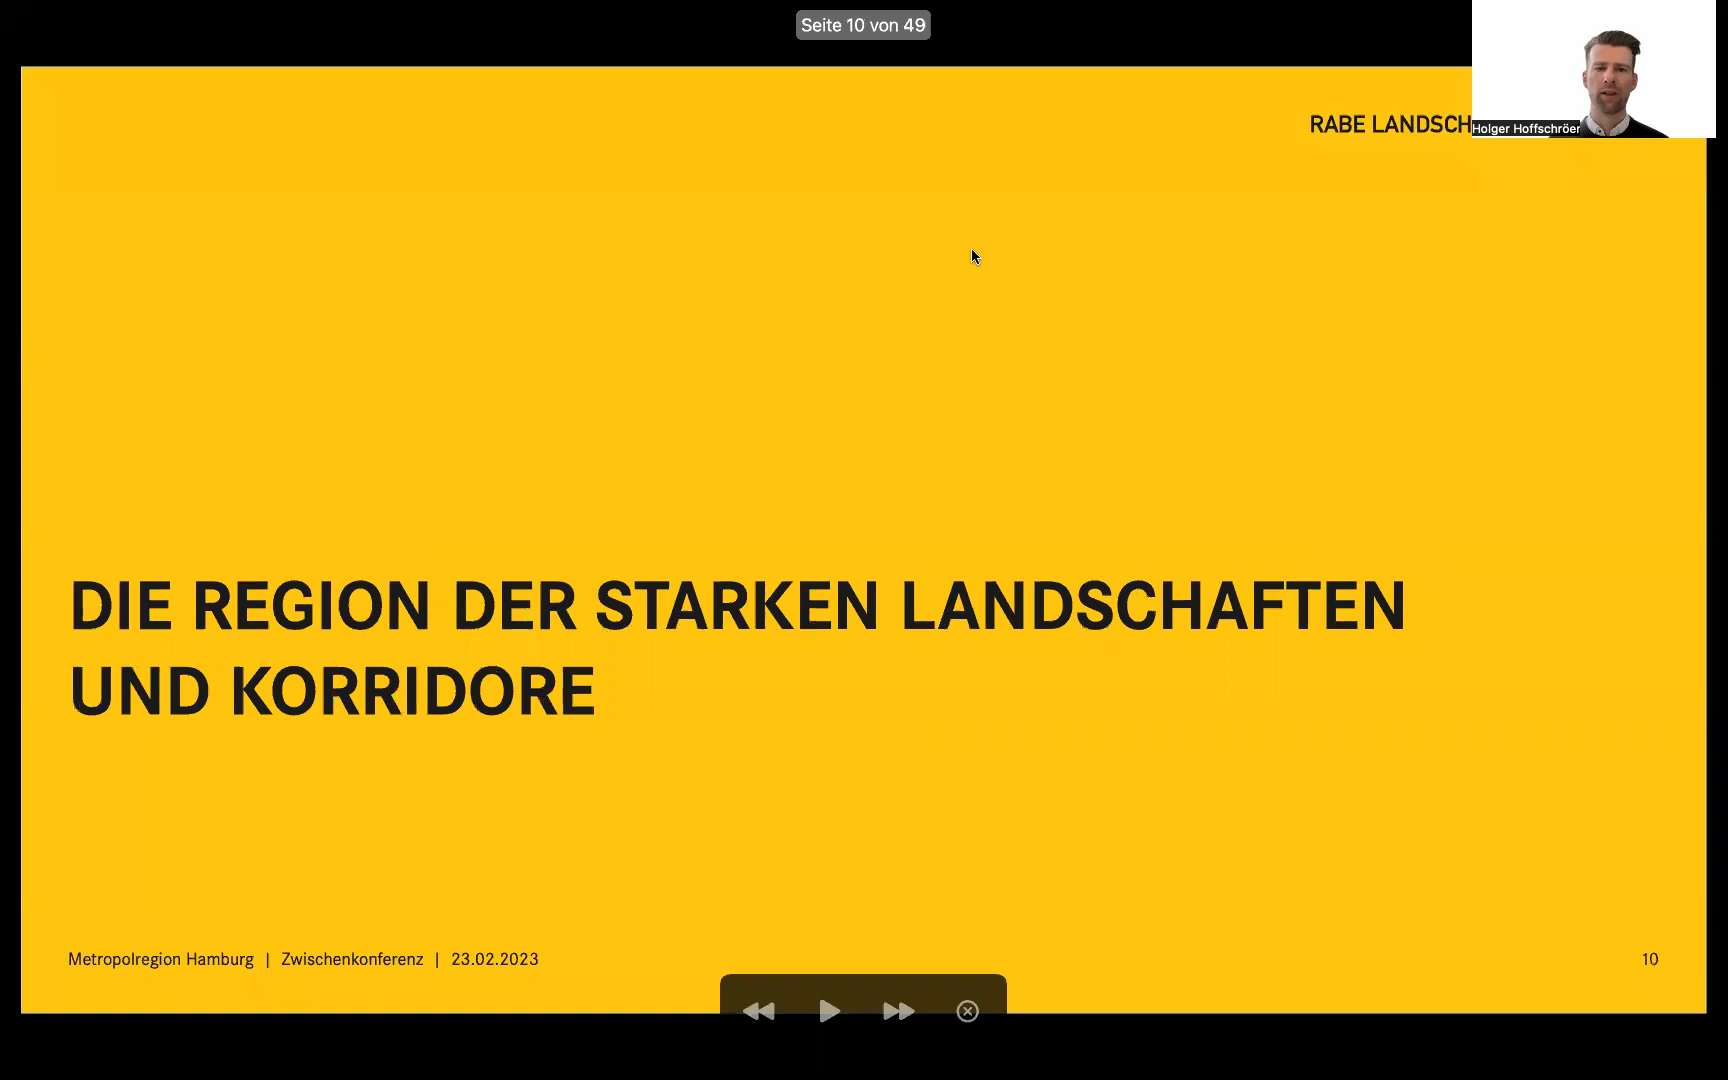 Seite 10 von 49
RABE LANDSCH
Holger Hoffschröer
DIE REGION DER STARKEN LANDSCHAFTEN
UND KORRIDORE
Metropolregion Hamburg | Zwischenkonferenz | 23.02.2023
10